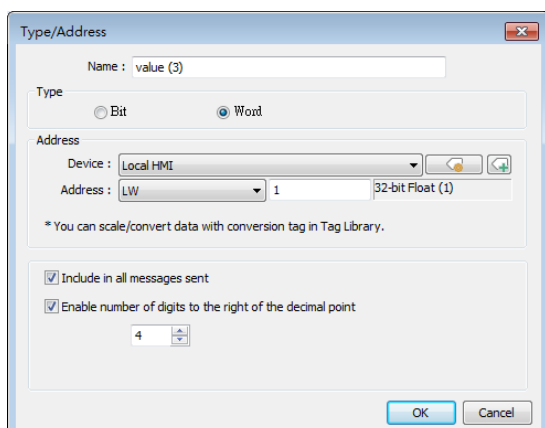 Type/Address
Name : value (3)
Type
Bit Word
Address
Device : Local HMI
Address : LW 1 32-bit Float (1)
* You can scale/convert data with conversion tag in Tag Library.
Include in all messages sent
Enable number of digits to the right of the decimal point
4
OK Cancel